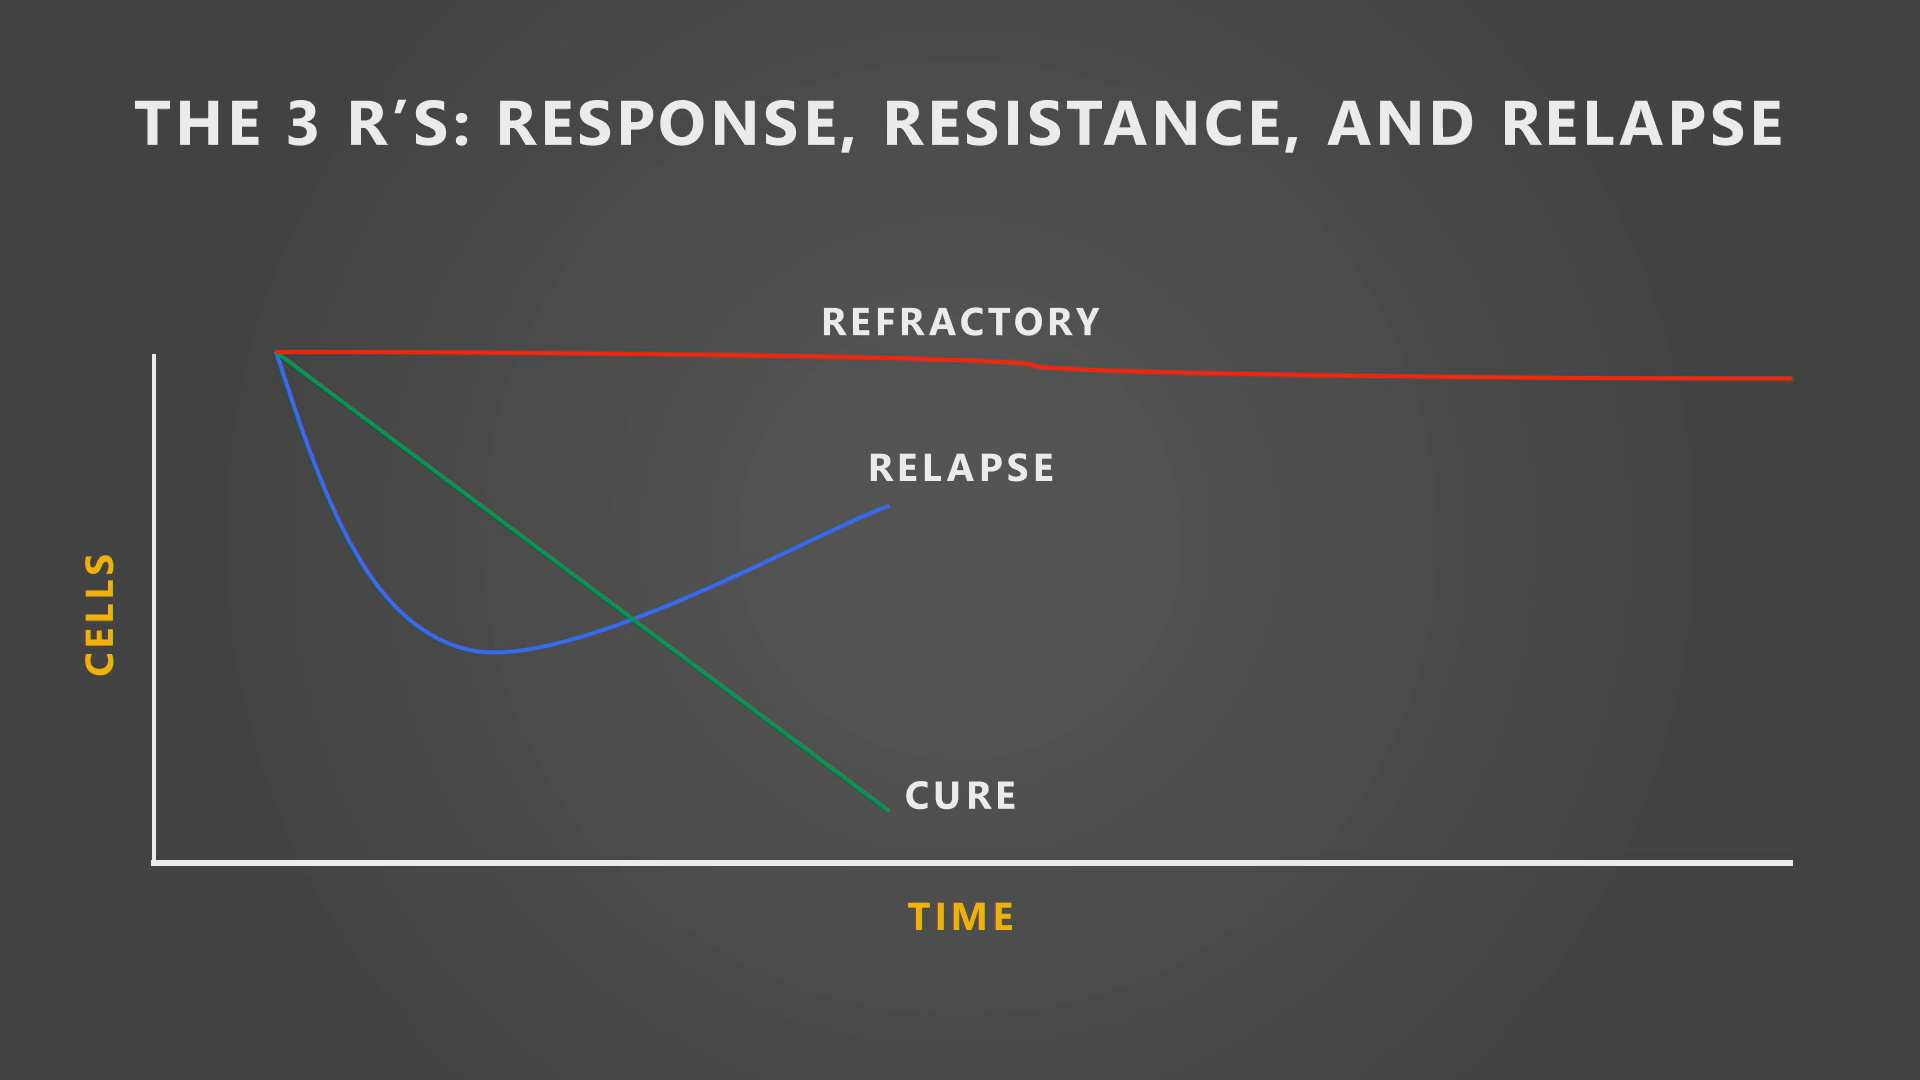 THE 3 R’S: RESPONSE, RESISTANCE, AND RELAPSE
REFRACTORY
RELAPSE
CELLS
CURE
TIME